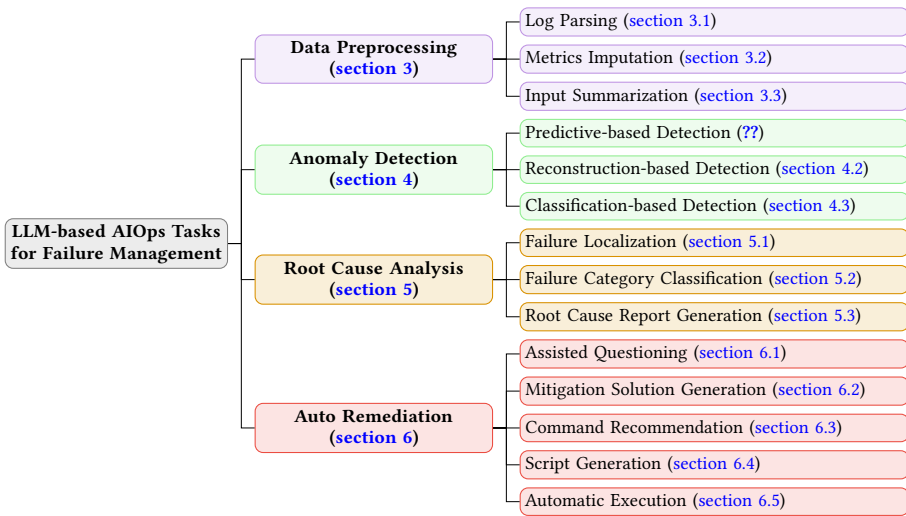 LLM-based AIOps Tasks
for Failure Management
Data Preprocessing
(section 3)
Log Parsing (section 3.1)
Metrics Imputation (section 3.2)
Input Summarization (section 3.3)
Anomaly Detection
(section 4)
Predictive-based Detection (??)
Reconstruction-based Detection (section 4.2)
Classification-based Detection (section 4.3)
Root Cause Analysis
(section 5)
Failure Localization (section 5.1)
Failure Category Classification (section 5.2)
Root Cause Report Generation (section 5.3)
Auto Remediation
(section 6)
Assisted Questioning (section 6.1)
Mitigation Solution Generation (section 6.2)
Command Recommendation (section 6.3)
Script Generation (section 6.4)
Automatic Execution (section 6.5)